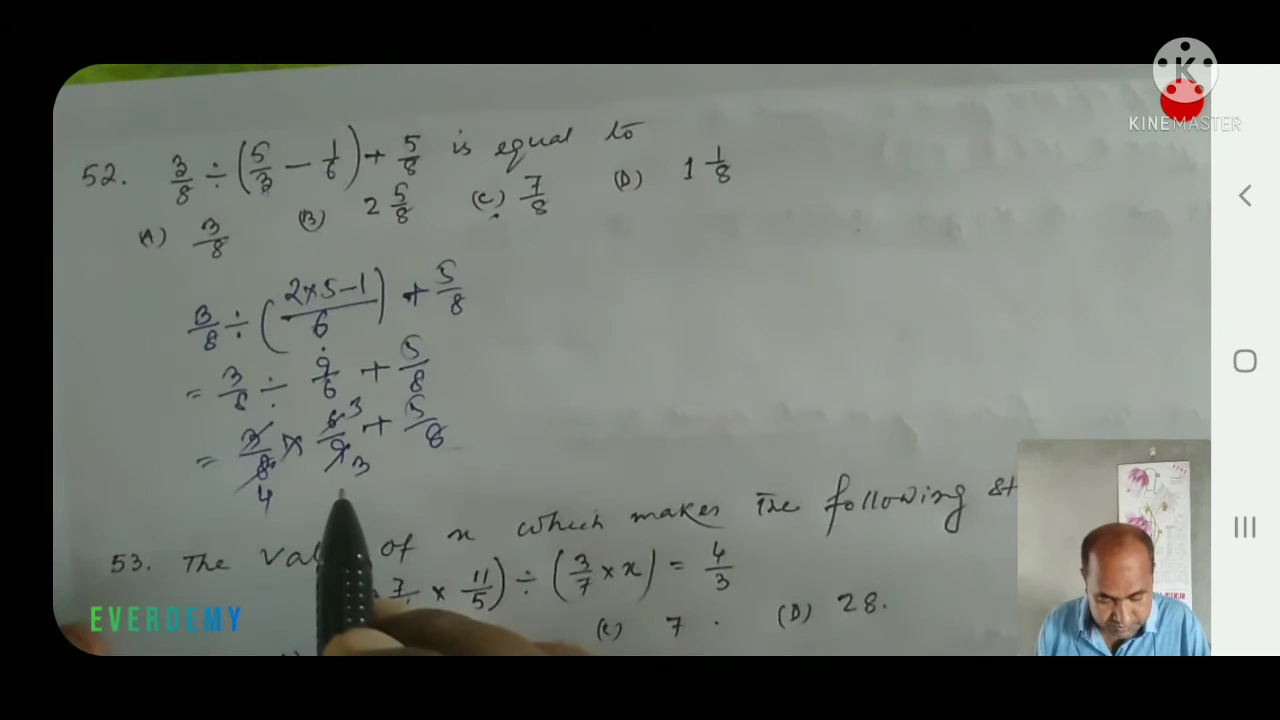 KINEMASTER
52. 3/8 ÷ (5/3 − 1/6) + 5/8 is equal to
(A) 3/8 (B) 2 5/8 (C) 7/8 (D) 1 1/8
3/8 ÷ (2×5−1/6) + 5/8
= 3/8 ÷ 9/6 + 5/8
= 3/8 × 6/9 + 5/8
4 3 3
53. The of x which makes the following
7/ × 11/5) ÷ (3/7 × x) = 4/3
(C) 7. (D) 28.
EVERDEMY